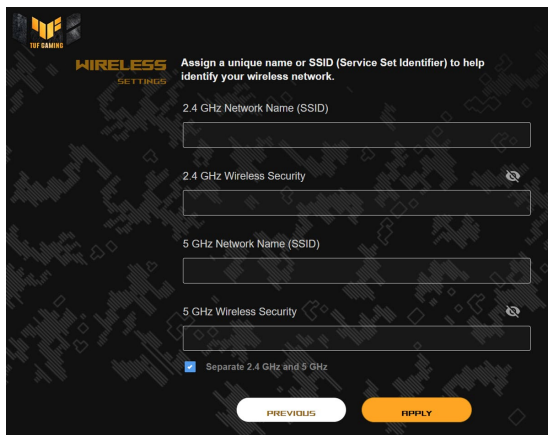 TUF GAMING
WIRELESS
SETTINGS
Assign a unique name or SSID (Service Set Identifier) to help
identify your wireless network.
2.4 GHz Network Name (SSID)
2.4 GHz Wireless Security
5 GHz Network Name (SSID)
5 GHz Wireless Security
Separate 2.4 GHz and 5 GHz
PREVIOUS
APPLY